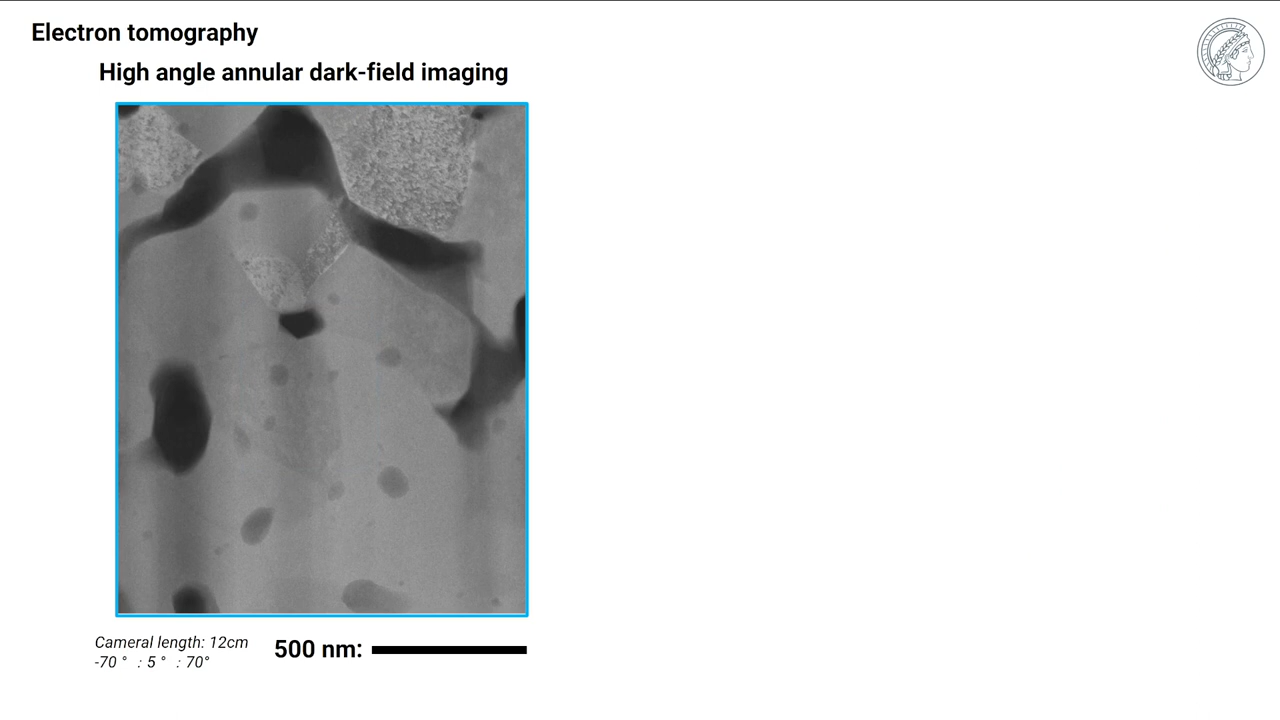 Electron tomography
High angle annular dark-field imaging
Cameral length: 12cm
-70 ° : 5 ° : 70°
500 nm: